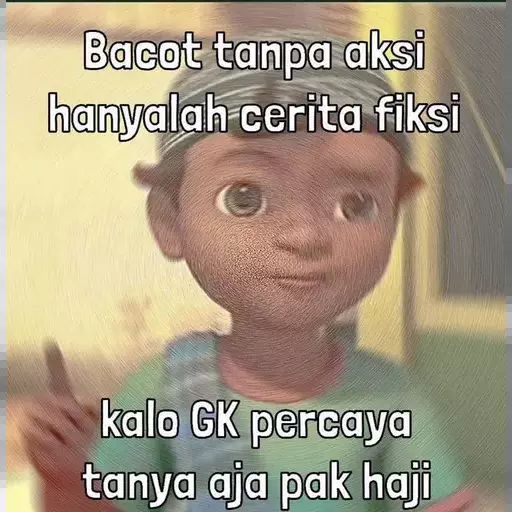 Bacot tanpa aksi
hanyalah cerita fiksi
kalo GK percaya
tanya aja pak haji